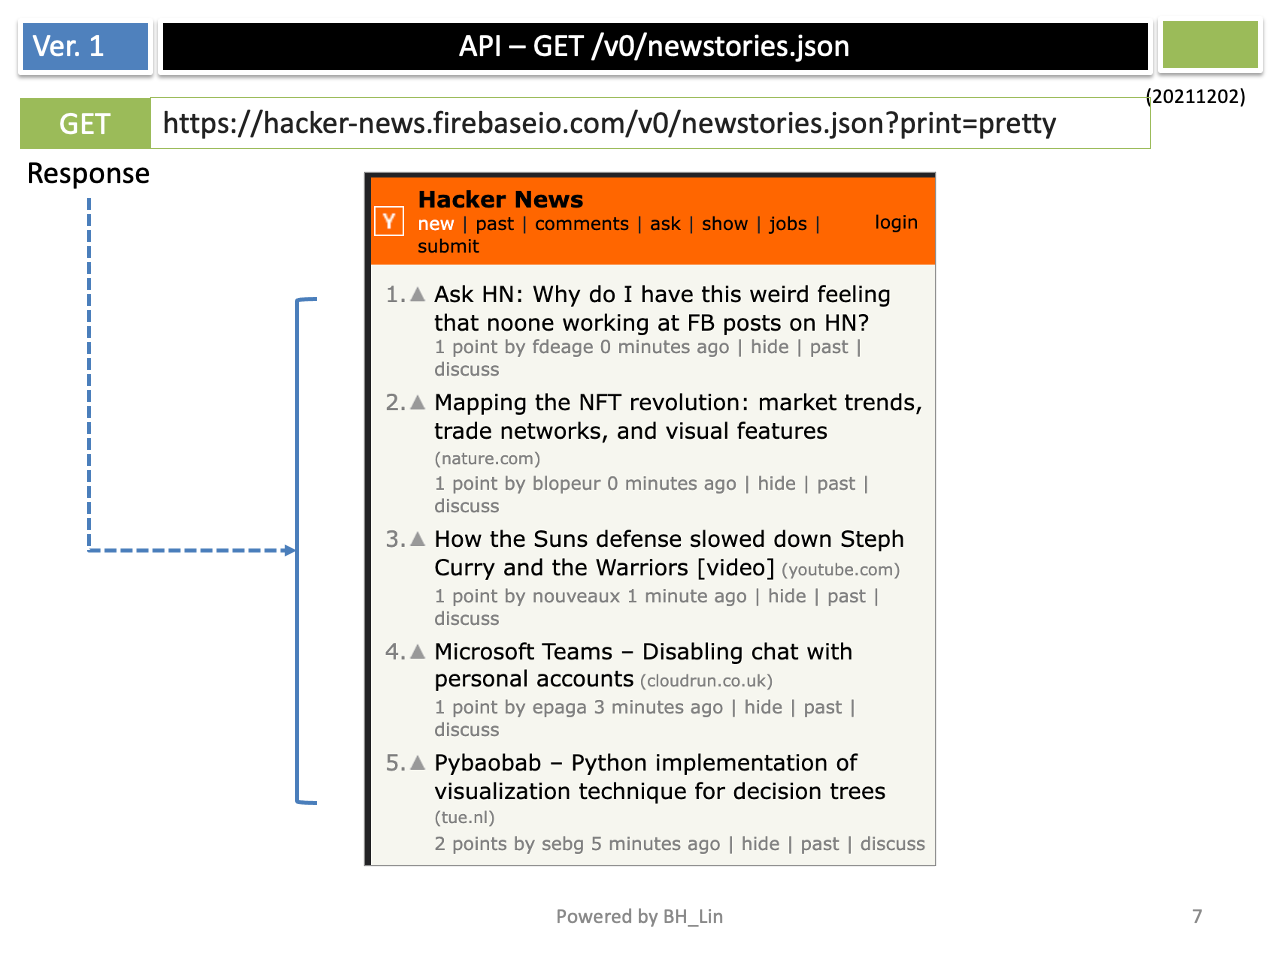 Ver. 1
API – GET /v0/newstories.json
(20211202)
GET
https://hacker-news.firebaseio.com/v0/newstories.json?print=pretty
Response
Hacker News
Y
new | past | comments | ask | show | jobs |
submit
login
1. Ask HN: Why do I have this weird feeling
that noone working at FB posts on HN?
1 point by fdeage 0 minutes ago | hide | past |
discuss
2. Mapping the NFT revolution: market trends,
trade networks, and visual features
(nature.com)
1 point by blopeur 0 minutes ago | hide | past |
discuss
3. How the Suns defense slowed down Steph
Curry and the Warriors [video] (youtube.com)
1 point by nouveaux 1 minute ago | hide | past |
discuss
4. Microsoft Teams – Disabling chat with
personal accounts (cloudrun.co.uk)
1 point by epaga 3 minutes ago | hide | past |
discuss
5. Pybaobab – Python implementation of
visualization technique for decision trees
(tue.nl)
2 points by sebg 5 minutes ago | hide | past | discuss
Powered by BH_Lin
7